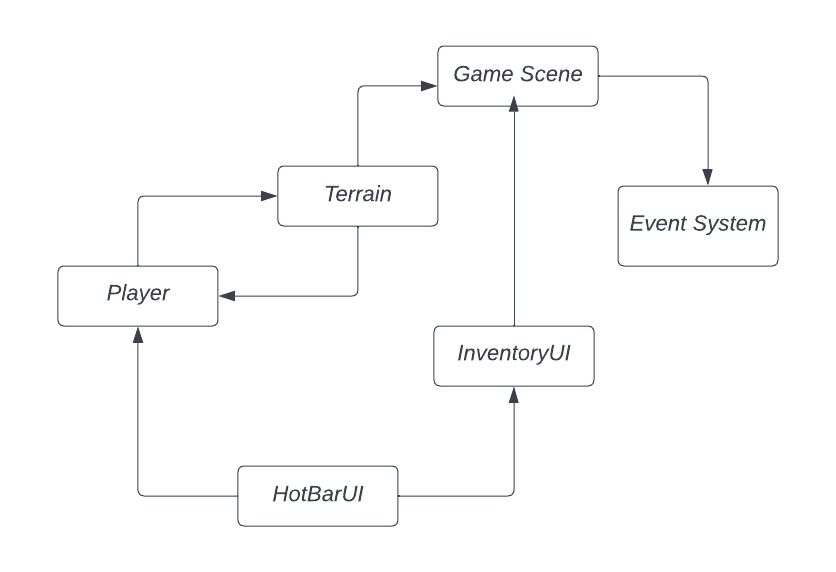 Game Scene
Terrain
Event System
Player
InventoryUI
HotBarUI